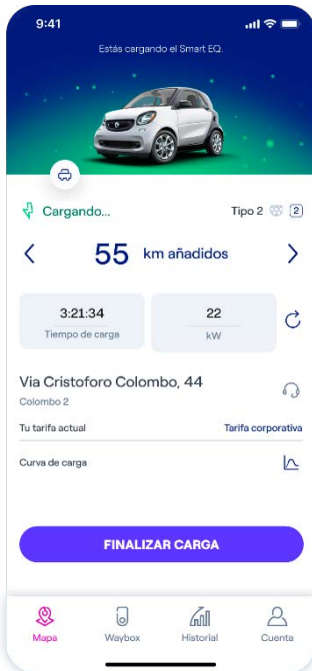 9:41
Estás cargando el Smart EQ.
Cargando...
Tipo 2
2
55 km añadidos
3:21:34
Tiempo de carga
22
kW
Via Cristoforo Colombo, 44
Colombo 2
Tu tarifa actual
Tarifa corporativa
Curva de carga
FINALIZAR CARGA
Mapa
Waybox
Historial
Cuenta